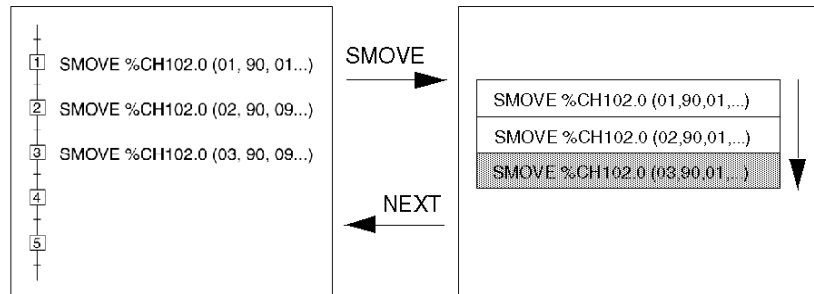 1 SMOVE %CH102.0 (01, 90, 01...)
2 SMOVE %CH102.0 (02, 90, 09...)
3 SMOVE %CH102.0 (03, 90, 09...)
4
5
SMOVE
NEXT
SMOVE %CH102.0 (01,90,01,...)
SMOVE %CH102.0 (02,90,01,...)
SMOVE %CH102.0 (03,90,01,...)